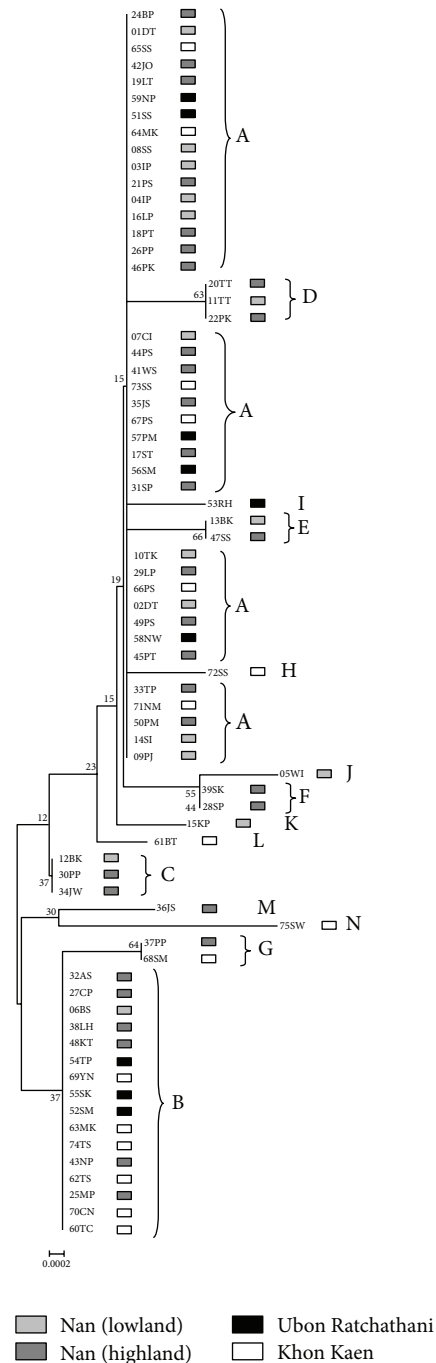 24BP
01DT
65SS
42JO
19LT
59NP
51SS
64MK
08SS
A
03IP
21PS
04IP
16LP
18PT
26PP
46PK
20TT
63
11TT
D
22PK
07CI
44PS
15
41WS
73SS
35JS
A
67PS
57PM
17ST
56SM
31SP
53RH
I
13BK
E
66
47SS
10TK
29LP
66PS
19
02DT
A
49PS
58NW
45PT
72SS
H
33TP
15
71NM
50PM
A
14SI
09PJ
23
05WI
J
55
39SK
F
44
28SP
12
15KP
K
61BT
L
12BK
30PP
C
37
34JW
36JS
M
30
75SW
N
64
37PP
G
68SM
32AS
27CP
06BS
38LH
48KT
54TP
69YN
37
55SK
B
52SM
63MK
74TS
43NP
62TS
25MP
70CN
60TC
0.0002
Nan (lowland)
Ubon Ratchathani
Nan (highland)
Khon Kaen